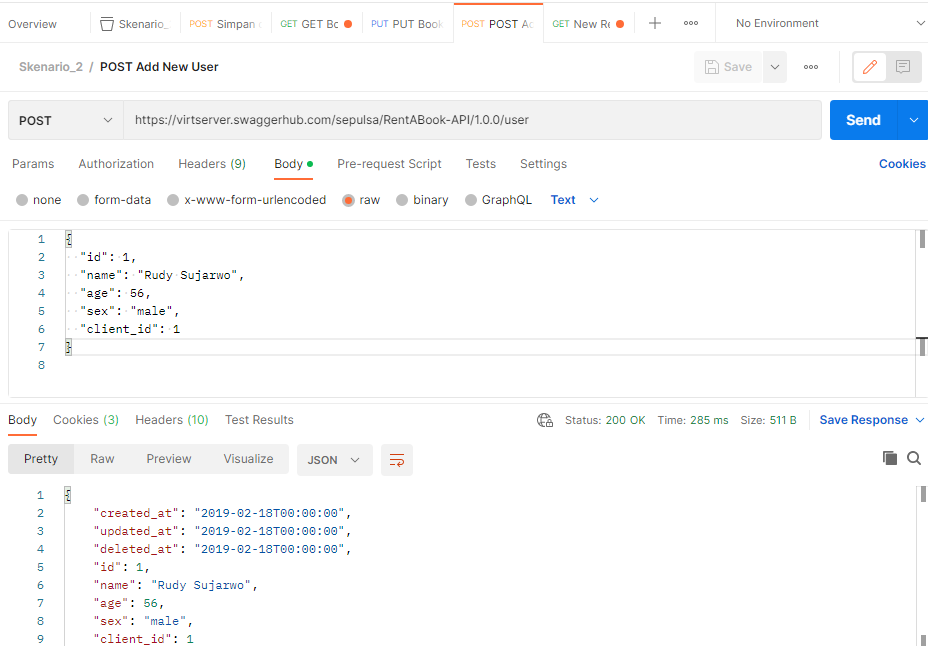 Overview Skenario_ POST Simpan GET GET Bo PUT PUT Book POST POST Ad GET New Re No Environment
Skenario_2 / POST Add New User Save
POST https://virtserver.swaggerhub.com/sepulsa/RentABook-API/1.0.0/user Send
Params Authorization Headers (9) Body Pre-request Script Tests Settings Cookies
none form-data x-www-form-urlencoded raw binary GraphQL Text
1 {
2 "id": 1,
3 "name": "Rudy Sujarwo",
4 "age": 56,
5 "sex": "male",
6 "client_id": 1
7 }
8
Body Cookies (3) Headers (10) Test Results Status: 200 OK Time: 285 ms Size: 511 B Save Response
Pretty Raw Preview Visualize JSON
1 {
2 "created_at": "2019-02-18T00:00:00",
3 "updated_at": "2019-02-18T00:00:00",
4 "deleted_at": "2019-02-18T00:00:00",
5 "id": 1,
6 "name": "Rudy Sujarwo",
7 "age": 56,
8 "sex": "male",
9 "client_id": 1